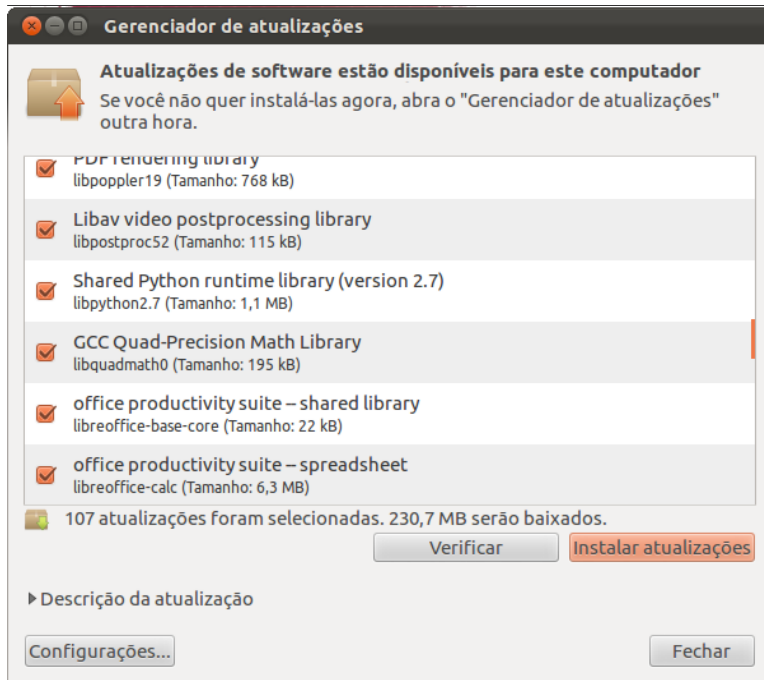 Gerenciador de atualizações
Atualizações de software estão disponíveis para este computador
Se você não quer instalá-las agora, abra o "Gerenciador de atualizações"
outra hora.
PDF rendering library
libpoppler19 (Tamanho: 768 kB)
Libav video postprocessing library
libpostproc52 (Tamanho: 115 kB)
Shared Python runtime library (version 2.7)
libpython2.7 (Tamanho: 1,1 MB)
GCC Quad-Precision Math Library
libquadmath0 (Tamanho: 195 kB)
office productivity suite – shared library
libreoffice-base-core (Tamanho: 22 kB)
office productivity suite – spreadsheet
libreoffice-calc (Tamanho: 6,3 MB)
107 atualizações foram selecionadas. 230,7 MB serão baixados.
Verificar
Instalar atualizações
Descrição da atualização
Configurações...
Fechar